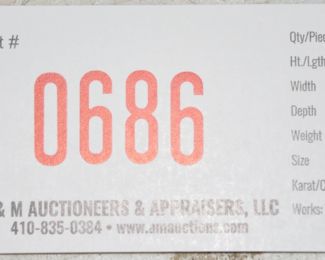 t #
0686
& M AUCTIONEERS & APPRAISERS, LLC
410-835-0384 • www.amauctions.com
Qty/Pie
Ht./Lgth
Width
Depth
Weight
Size
Karat/C
Works: